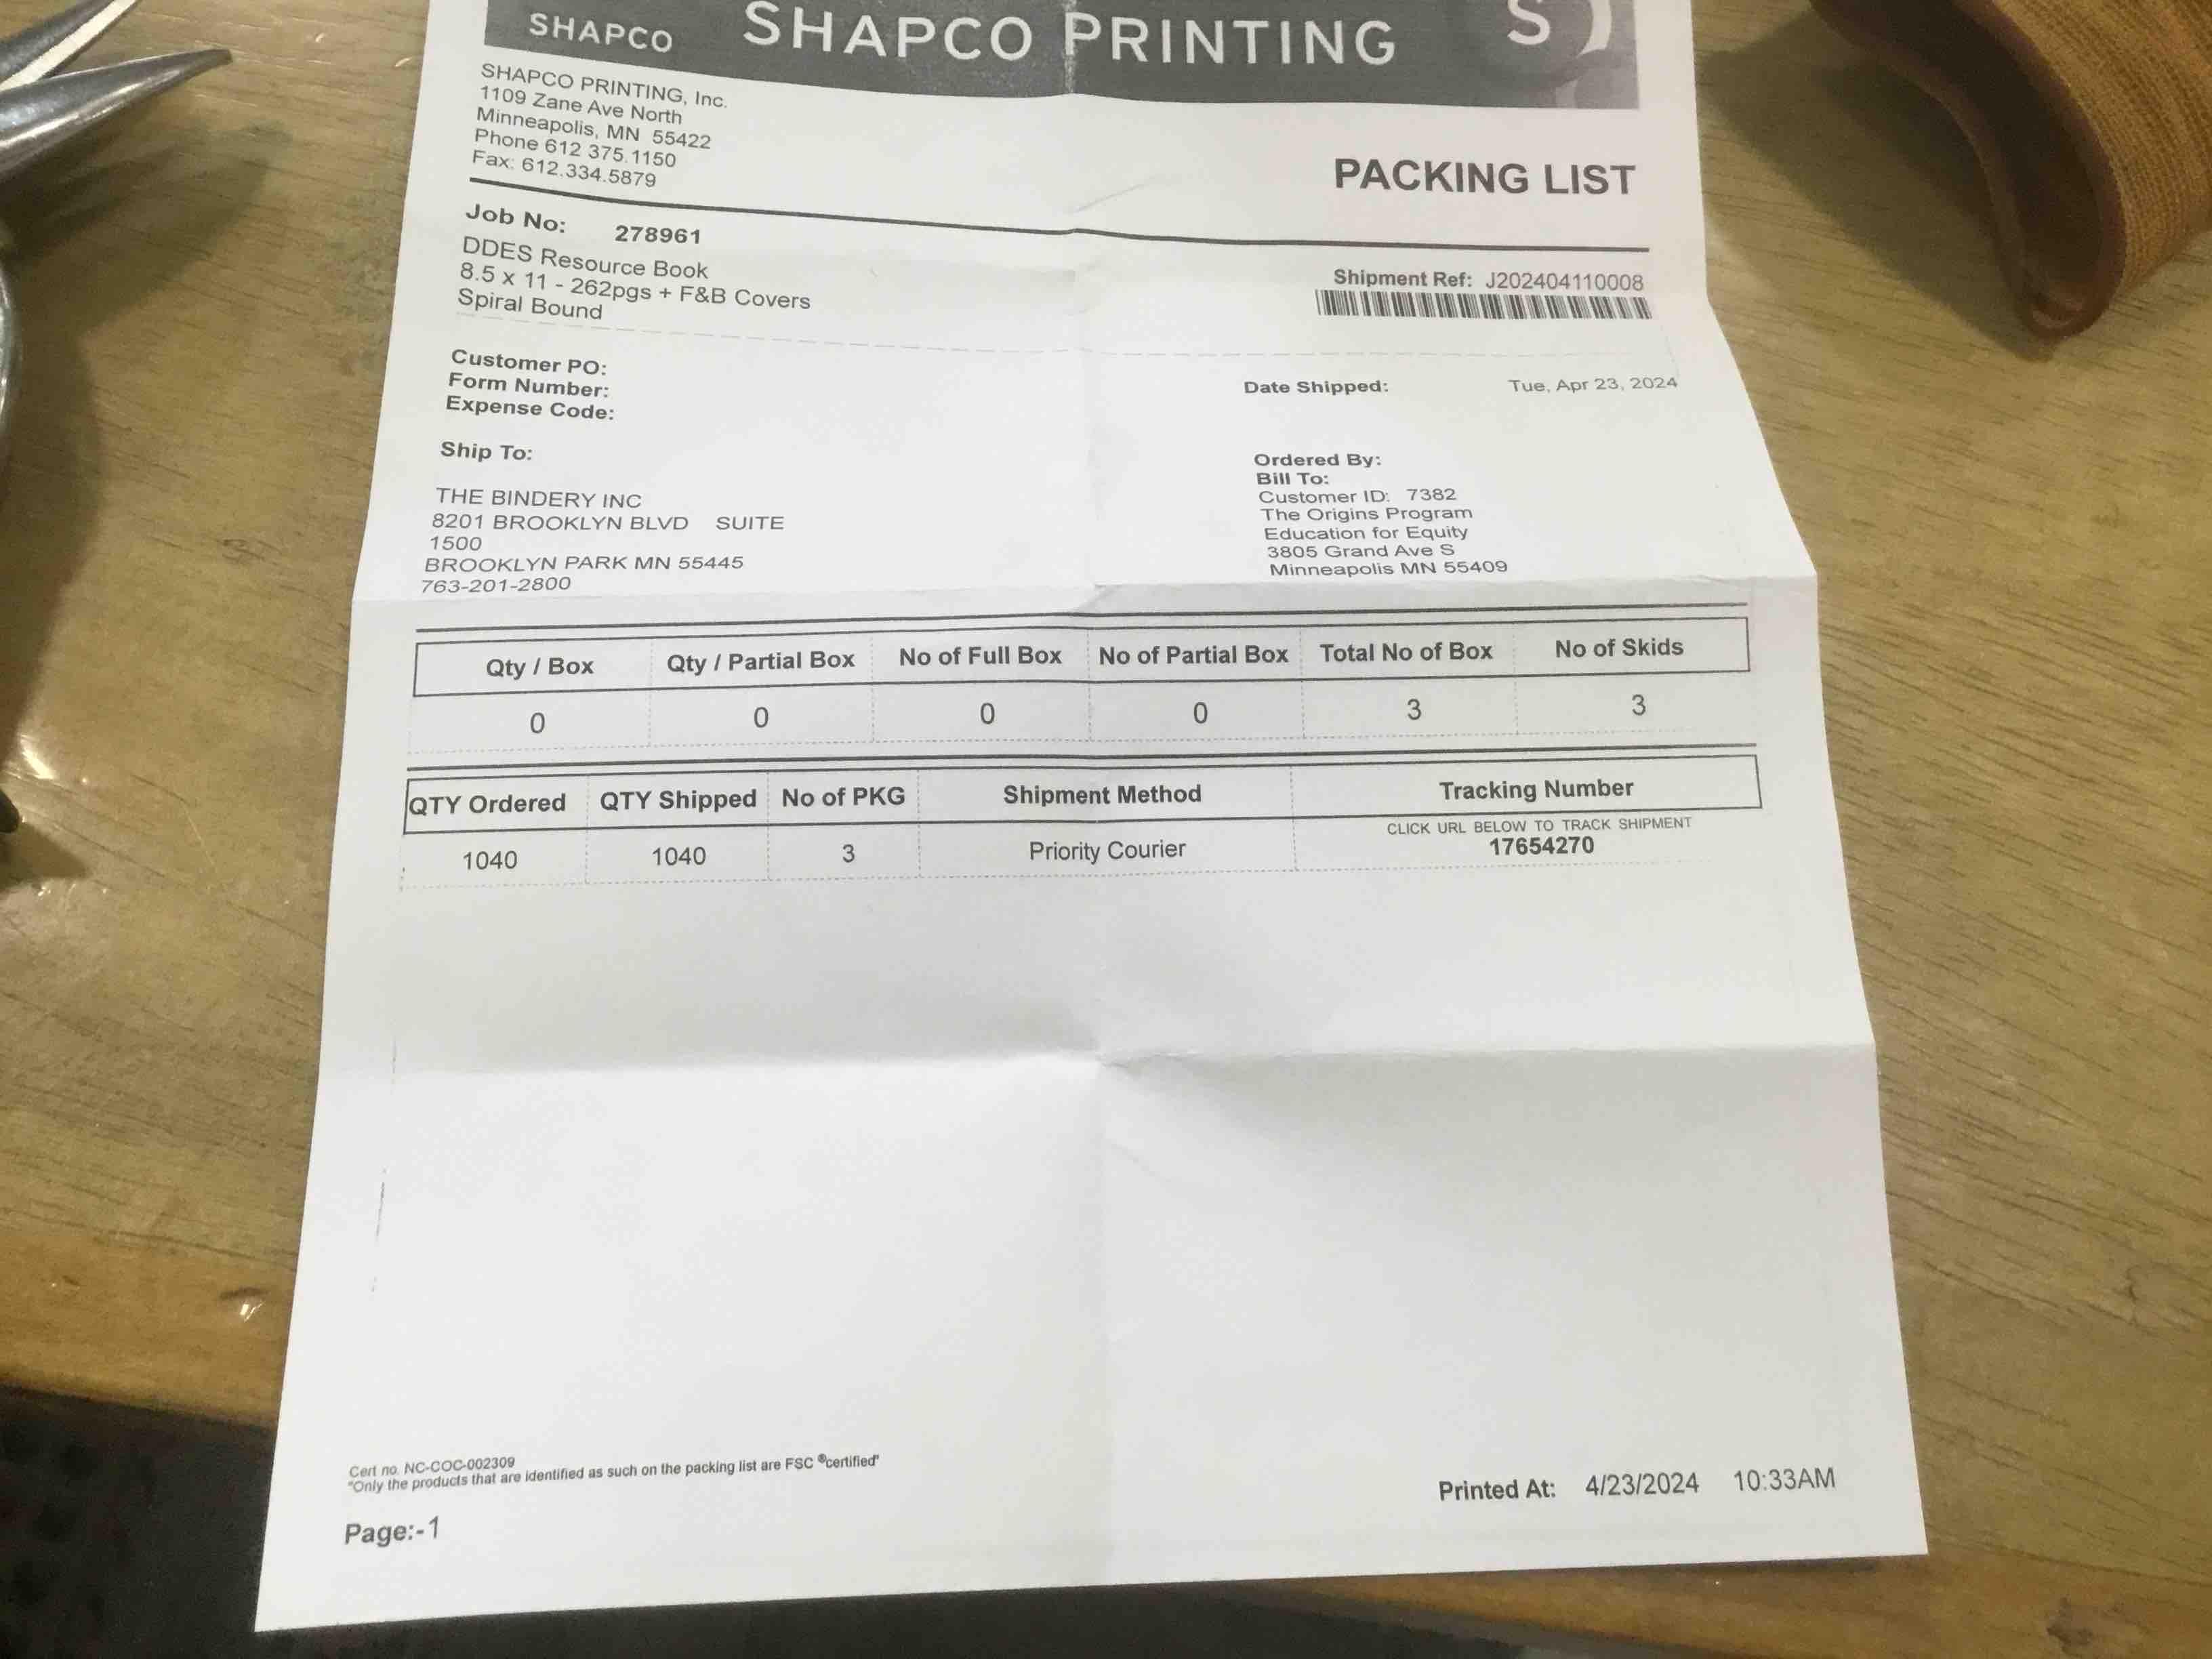 SHAPCO SHAPCO PRINTING S
SHAPCO PRINTING, Inc.
1109 Zane Ave North
Minneapolis, MN 55422
Phone 612 375.1150
Fax: 612.334.5879
PACKING LIST
Job No: 278961
DDES Resource Book
8.5 x 11 - 262pgs + F&B Covers
Spiral Bound
Shipment Ref: J202404110008
Customer PO:
Form Number:
Expense Code:
Date Shipped: Tue, Apr 23, 2024
Ship To:
THE BINDERY INC
8201 BROOKLYN BLVD SUITE
1500
BROOKLYN PARK MN 55445
763-201-2800
Ordered By:
Bill To:
Customer ID: 7382
The Origins Program
Education for Equity
3805 Grand Ave S
Minneapolis MN 55409
Qty / Box Qty / Partial Box No of Full Box No of Partial Box Total No of Box No of Skids
0 0 0 0 3 3
QTY Ordered QTY Shipped No of PKG Shipment Method Tracking Number
CLICK URL BELOW TO TRACK SHIPMENT
1040 1040 3 Priority Courier 17654270
Cert no. NC-COC-002309
"Only the products that are identified as such on the packing list are FSC ®certified"
Printed At: 4/23/2024 10:33AM
Page:-1